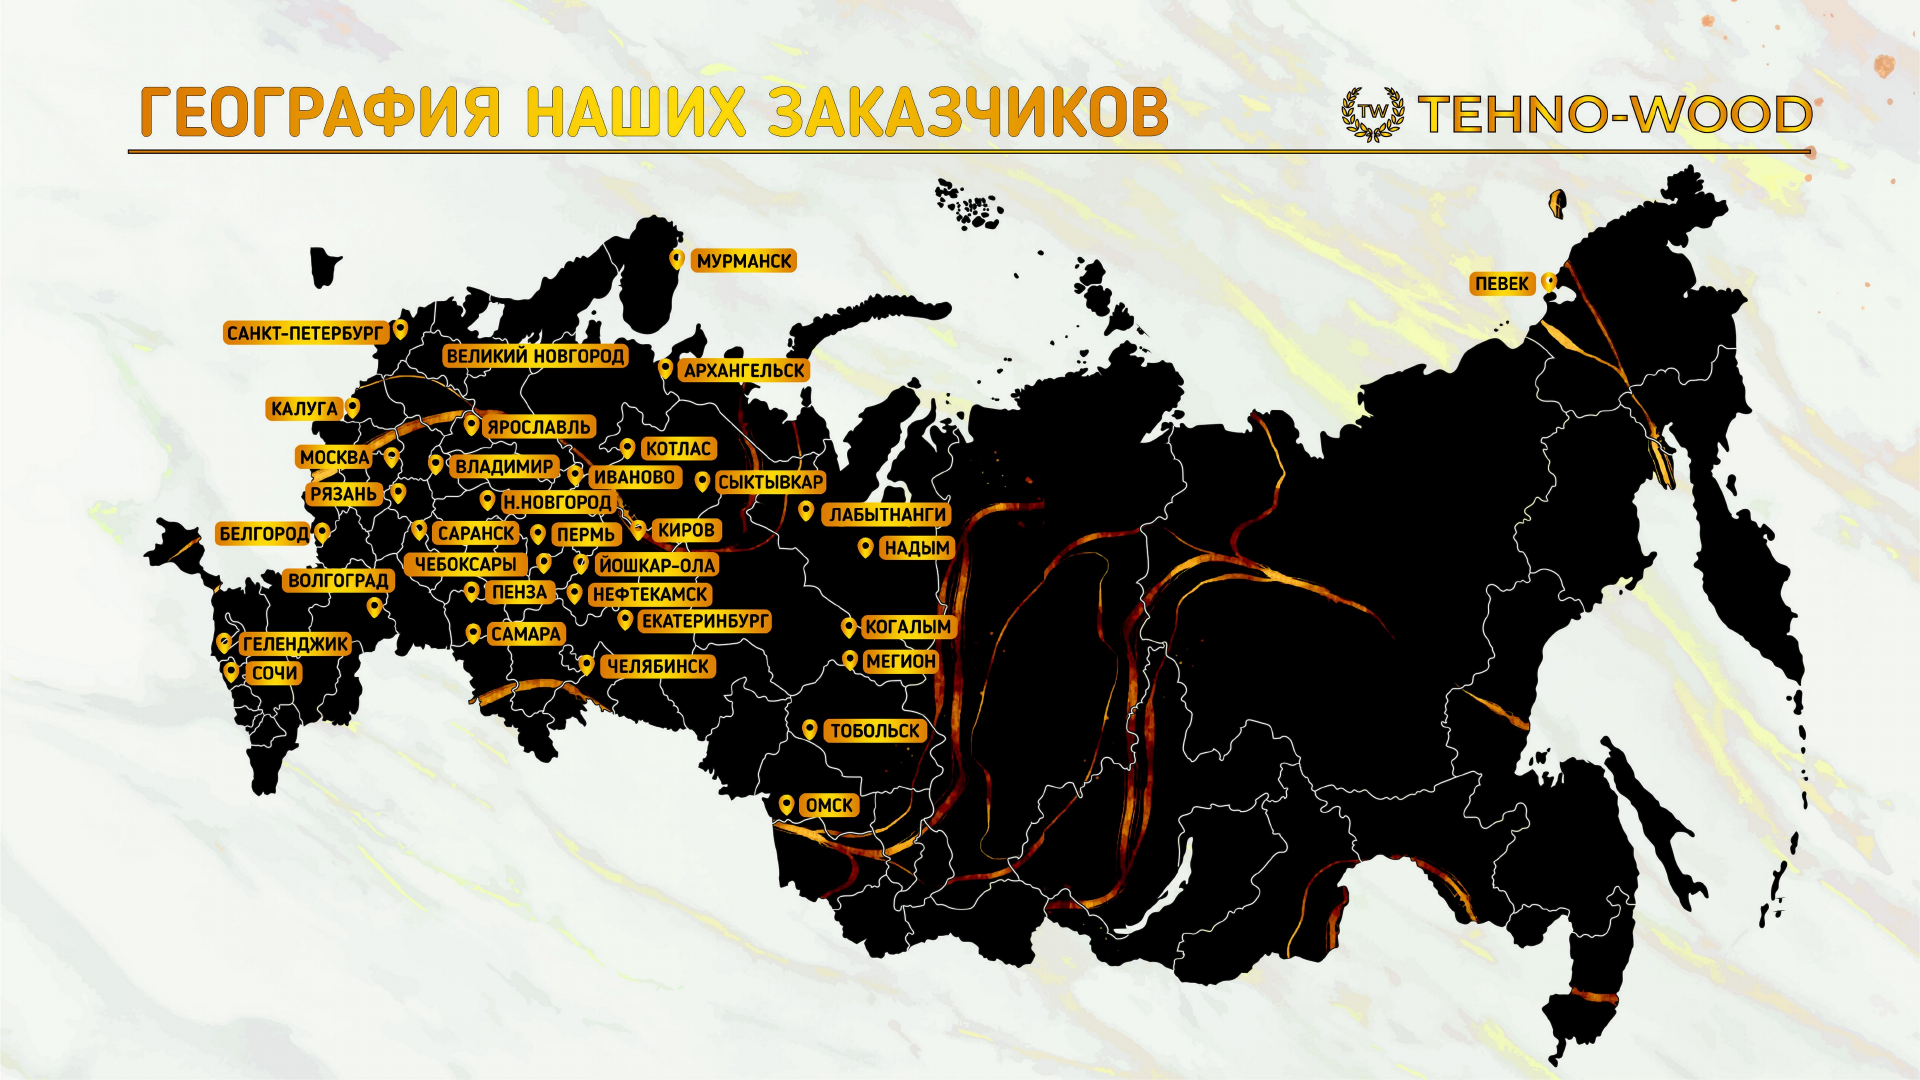 ГЕОГРАФИЯ НАШИХ ЗАКАЗЧИКОВ
TW
TEHNO-WOOD
МУРМАНСК
ПЕВЕК
САНКТ-ПЕТЕРБУРГ
ВЕЛИКИЙ НОВГОРОД
АРХАНГЕЛЬСК
КАЛУГА
ЯРОСЛАВЛЬ
КОТЛАС
МОСКВА
ВЛАДИМИР
ИВАНОВО
СЫКТЫВКАР
РЯЗАНЬ
Н.НОВГОРОД
ЛАБЫТНАНГИ
БЕЛГОРОД
САРАНСК
ПЕРМЬ
КИРОВ
НАДЫМ
ЧЕБОКСАРЫ
ЙОШКАР-ОЛА
ВОЛГОГРАД
ПЕНЗА
НЕФТЕКАМСК
ЕКАТЕРИНБУРГ
КОГАЛЫМ
ГЕЛЕНДЖИК
САМАРА
МЕГИОН
СОЧИ
ЧЕЛЯБИНСК
ТОБОЛЬСК
ОМСК